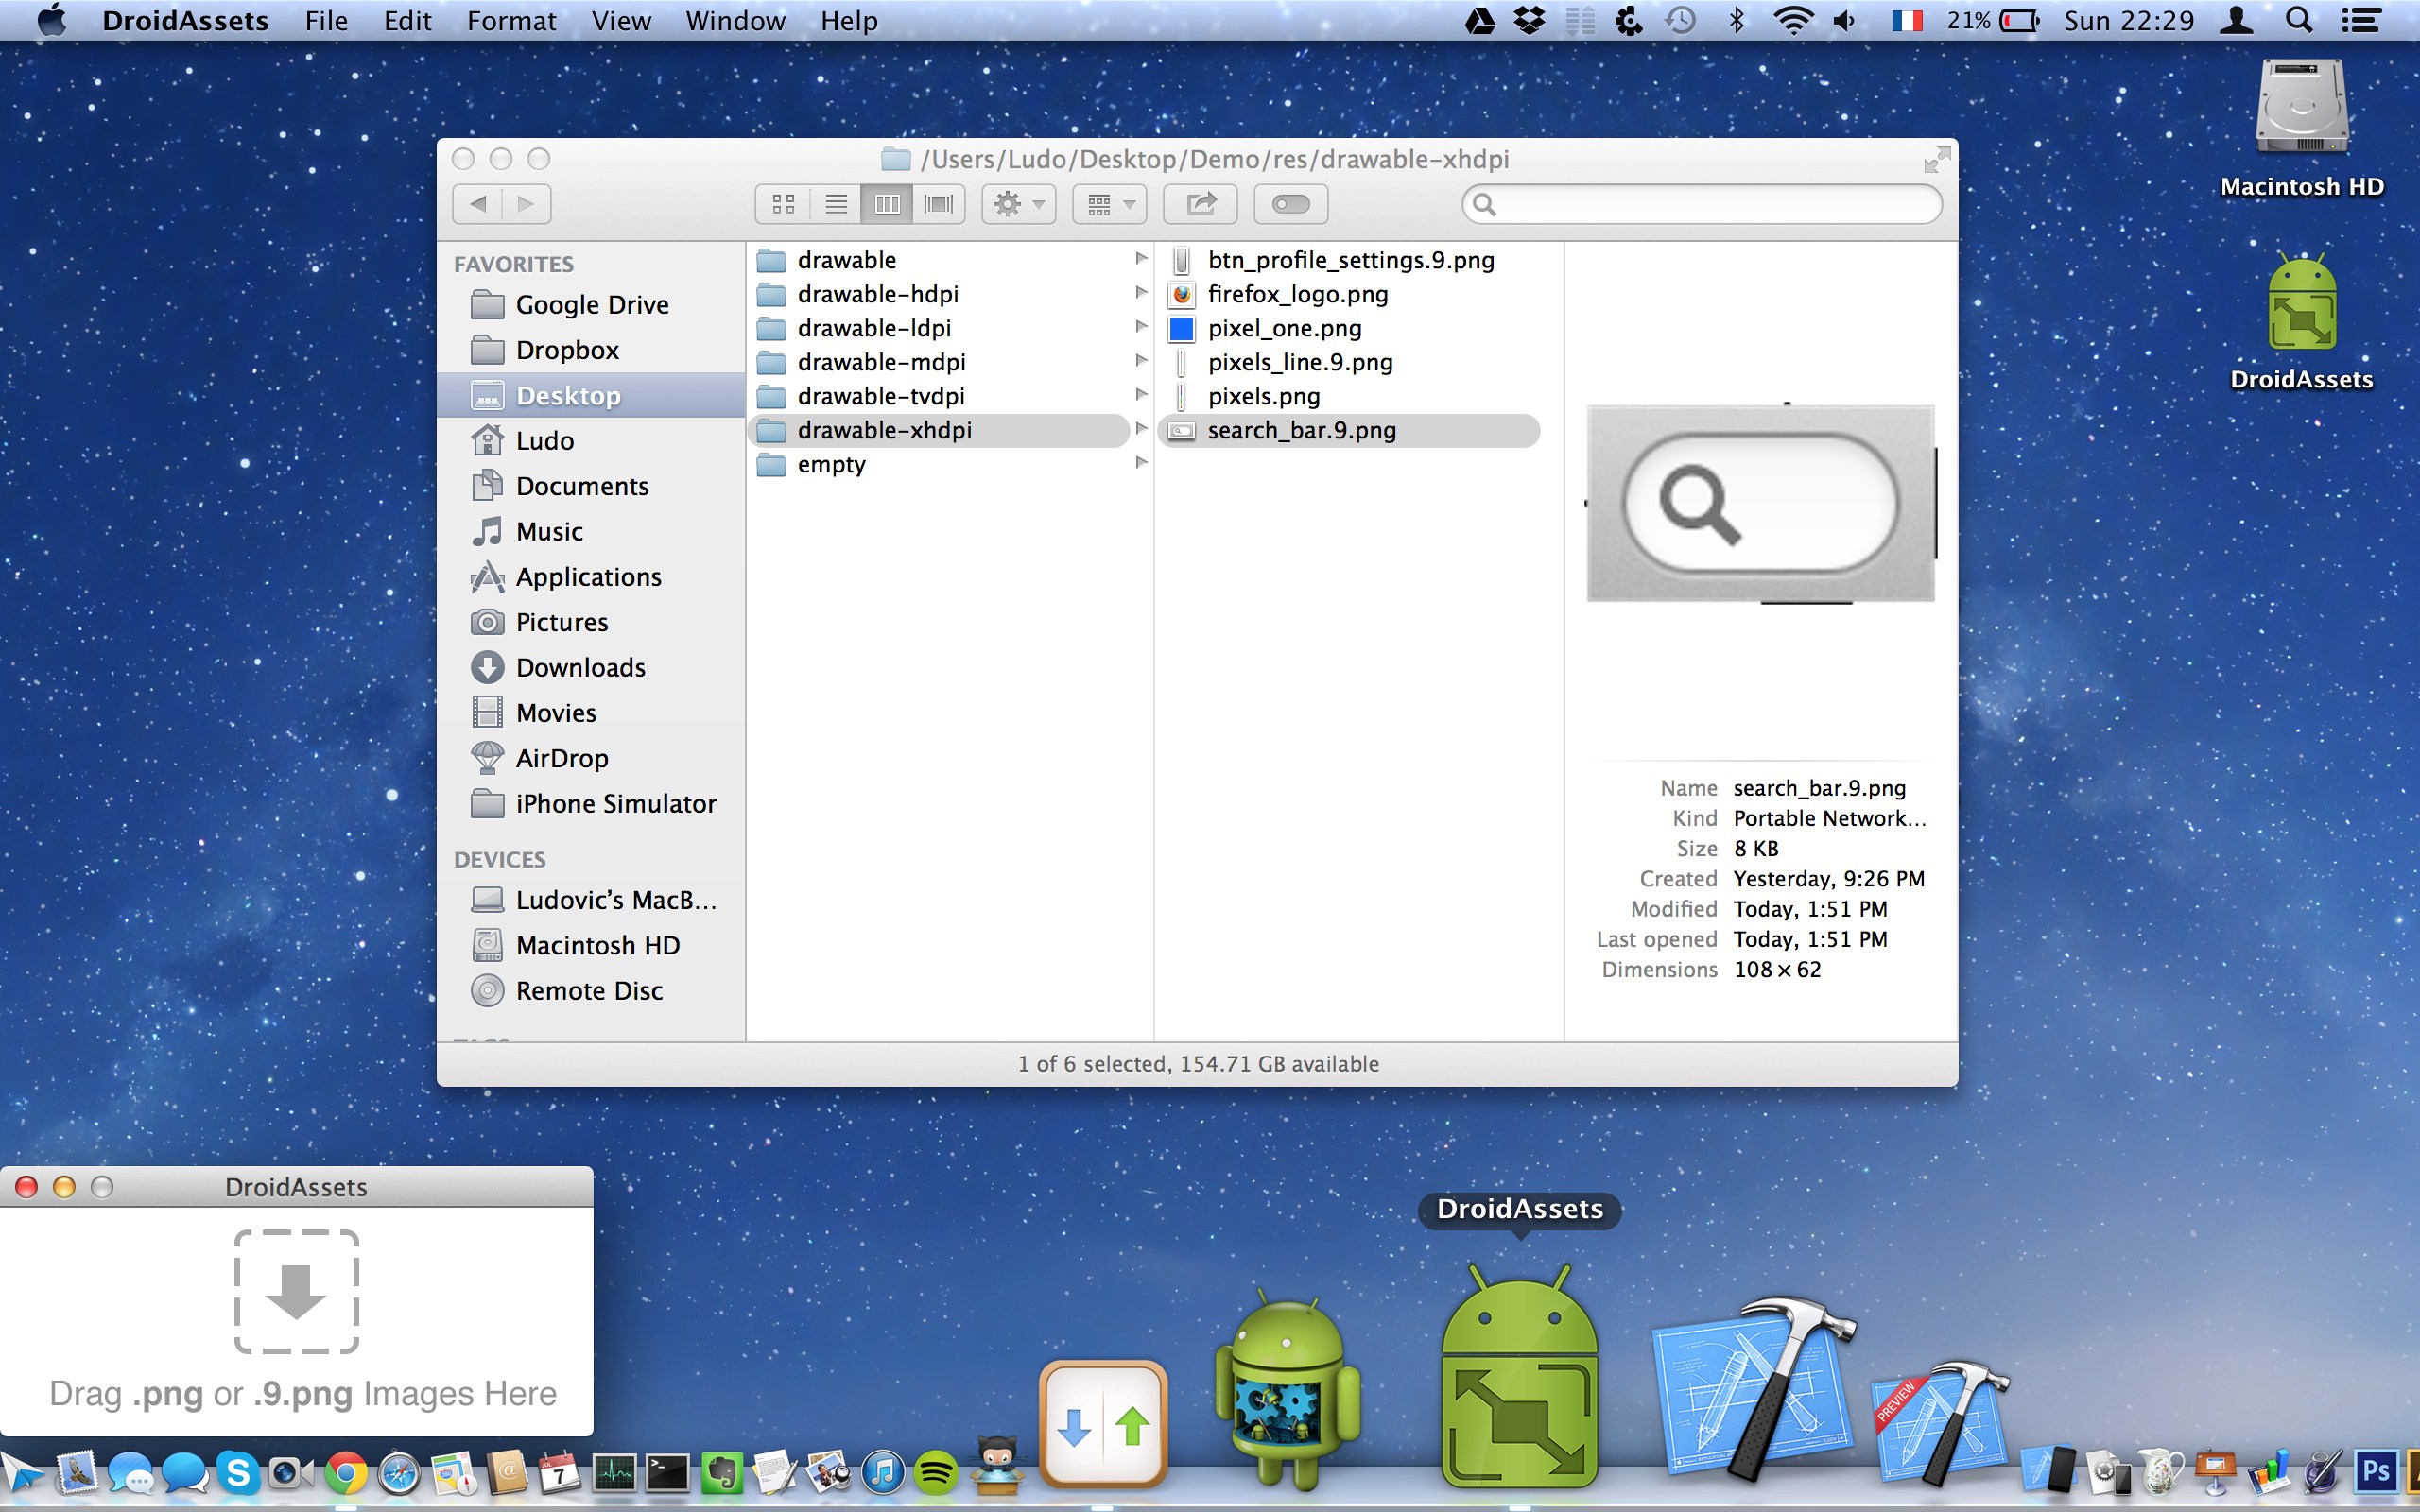 DroidAssets File Edit Format View Window Help 21% Sun 22:29
Macintosh HD
DroidAssets
/Users/Ludo/Desktop/Demo/res/drawable-xhdpi
FAVORITES
Google Drive
Dropbox
Desktop
Ludo
Documents
Music
Applications
Pictures
Downloads
Movies
AirDrop
iPhone Simulator
DEVICES
Ludovic’s MacB...
Macintosh HD
Remote Disc
drawable
drawable-hdpi
drawable-ldpi
drawable-mdpi
drawable-tvdpi
drawable-xhdpi
empty
btn_profile_settings.9.png
firefox_logo.png
pixel_one.png
pixels_line.9.png
pixels.png
search_bar.9.png
Name search_bar.9.png
Kind Portable Network...
Size 8 KB
Created Yesterday, 9:26 PM
Modified Today, 1:51 PM
Last opened Today, 1:51 PM
Dimensions 108×62
1 of 6 selected, 154.71 GB available
DroidAssets
Drag .png or .9.png Images Here
DroidAssets
PREVIEW
7
Ps